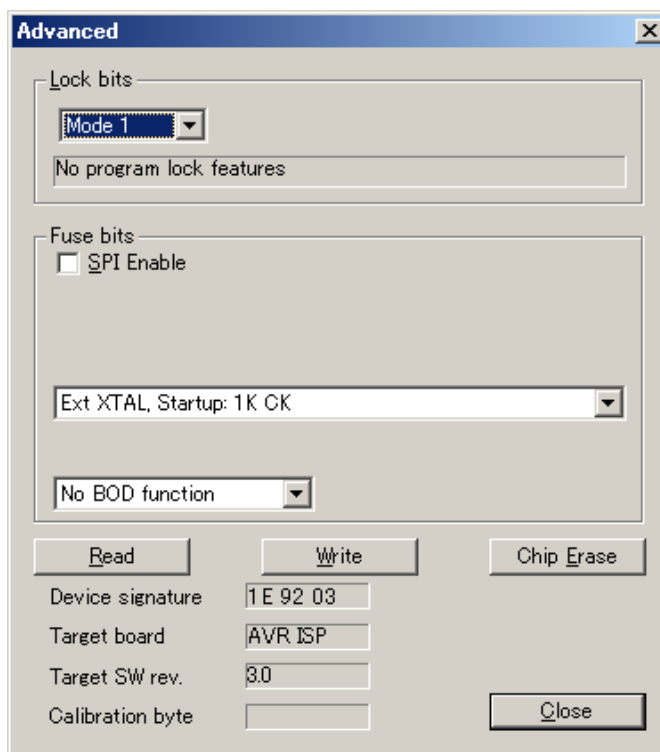 Advanced
Lock bits
Mode 1
No program lock features
Fuse bits
SPI Enable
Ext XTAL, Startup: 1K CK
No BOD function
Read Write Chip Erase
Device signature 1E 92 03
Target board AVR ISP
Target SW rev. 3.0
Calibration byte
Close